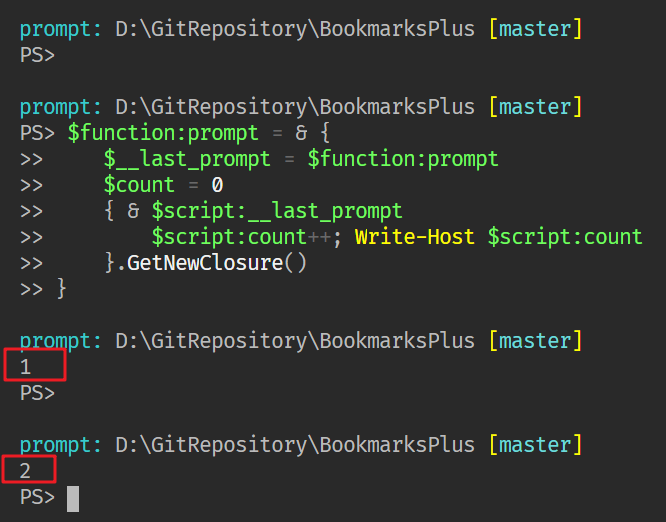 prompt: D:\GitRepository\BookmarksPlus [master]
PS>
prompt: D:\GitRepository\BookmarksPlus [master]
PS> $function:prompt = & {
>>     $__last_prompt = $function:prompt
>>     $count = 0
>>     { & $script:__last_prompt
>>         $script:count++; Write-Host $script:count
>>     }.GetNewClosure()
>> }
prompt: D:\GitRepository\BookmarksPlus [master]
1
PS>
prompt: D:\GitRepository\BookmarksPlus [master]
2
PS>